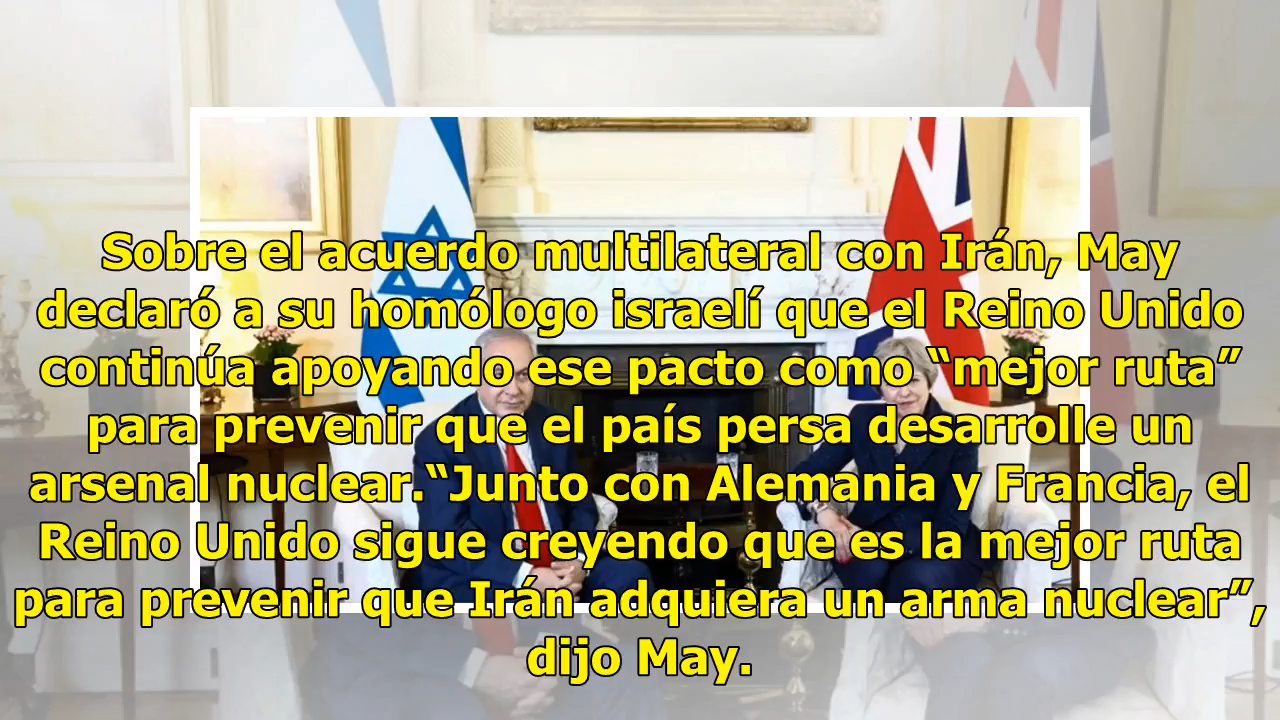 Sobre el acuerdo multilateral con Irán, May
declaró a su homólogo israelí que el Reino Unido
continúa apoyando ese pacto como “mejor ruta”
para prevenir que el país persa desarrolle un
arsenal nuclear.“Junto con Alemania y Francia, el
Reino Unido sigue creyendo que es la mejor ruta
para prevenir que Irán adquiera un arma nuclear”,
dijo May.